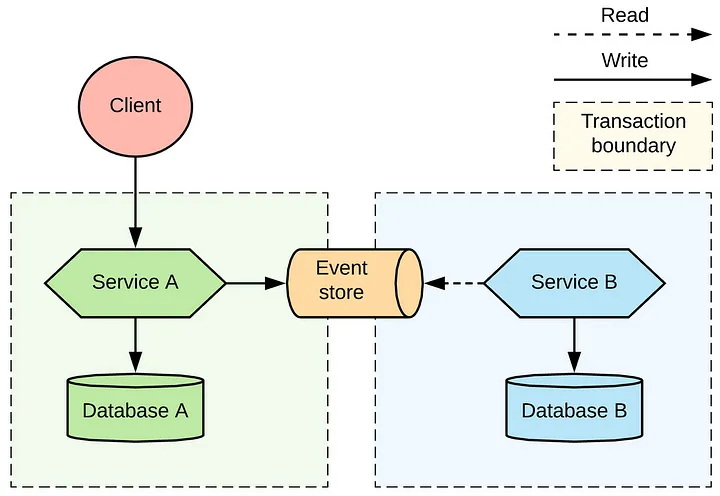 Read
Write
Transaction
boundary
Client
Service A
Event
store
Service B
Database A
Database B